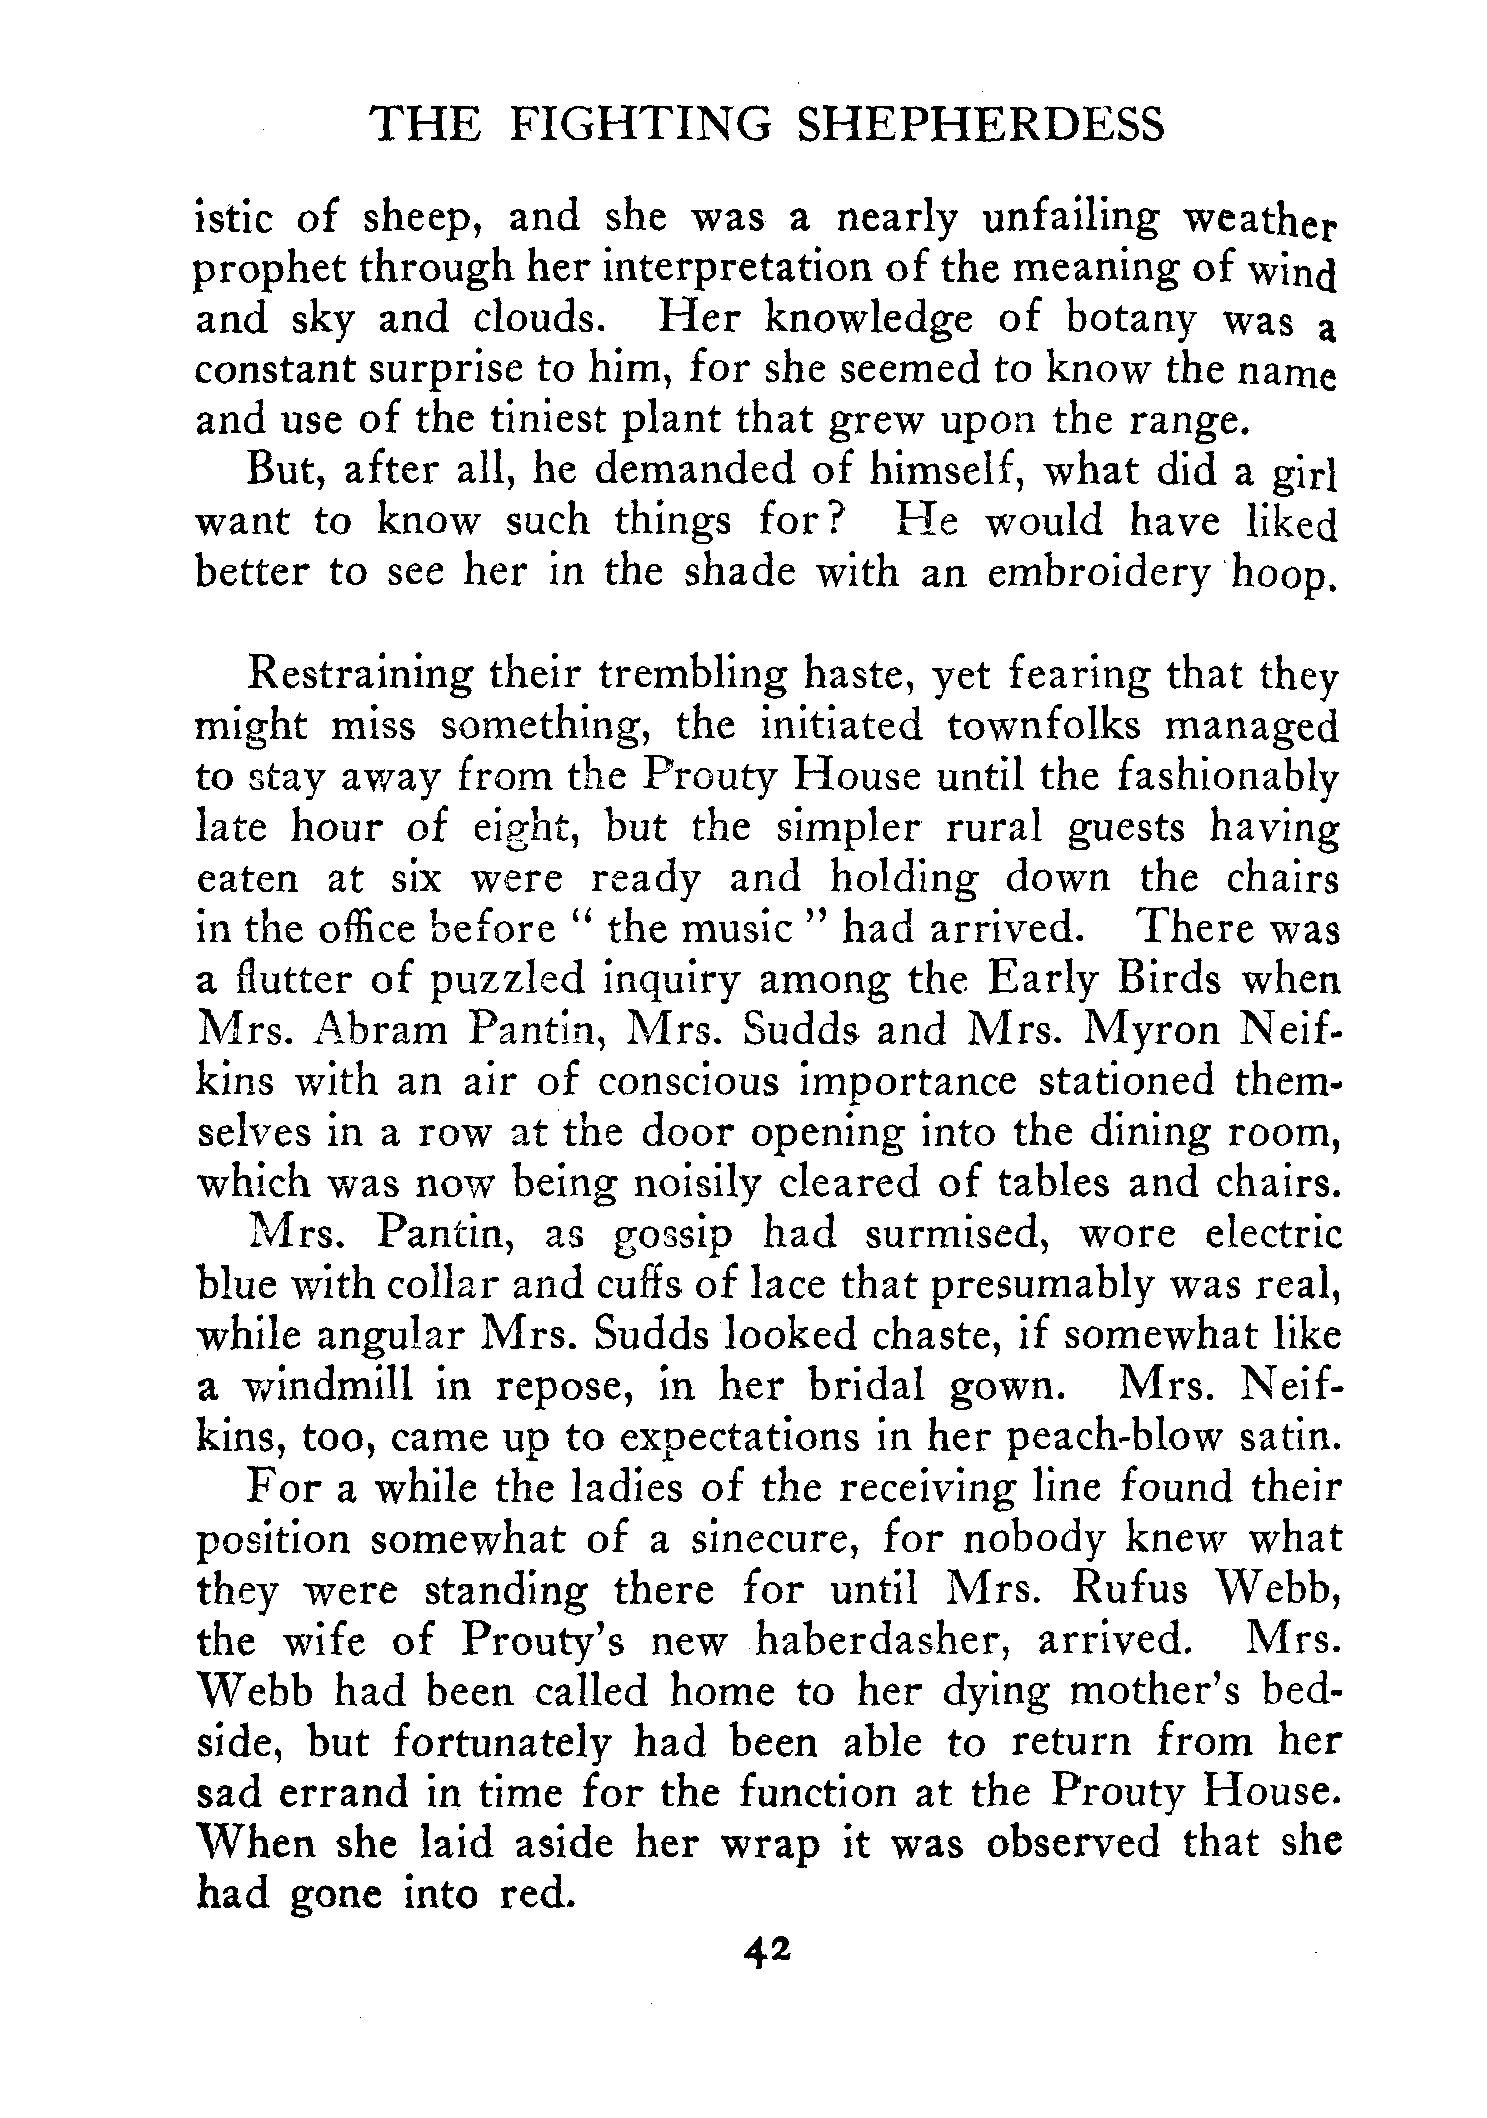 THE FIGHTING SHEPHERDESS
istic of sheep, and she was a nearly unfailing weather
prophet through her interpretation of the meaning of wind
and sky and clouds. Her knowledge of botany was a
constant surprise to him, for she seemed to know the name
and use of the tiniest plant that grew upon the range.
But, after all, he demanded of himself, what did a girl
want to know such things for? He would have liked
better to see her in the shade with an embroidery hoop.
Restraining their trembling haste, yet fearing that they
might miss something, the initiated townfolks managed
to stay away from the Prouty House until the fashionably
late hour of eight, but the simpler rural guests having
eaten at six were ready and holding down the chairs
in the office before " the music " had arrived. There was
a flutter of puzzled inquiry among the Early Birds when
Mrs. Abram Pantin, Mrs. Sudds and Mrs. Myron Neif-
kins with an air of conscious importance stationed them-
selves in a row at the door opening into the dining room,
which was now being noisily cleared of tables and chairs.
Mrs. Pantin, as gossip had surmised, wore electric
blue with collar and cuffs of lace that presumably was real,
while angular Mrs. Sudds looked chaste, if somewhat like
a windmill in repose, in her bridal gown. Mrs. Neif-
kins, too, came up to expectations in her peach-blow satin.
For a while the ladies of the receiving line found their
position somewhat of a sinecure, for nobody knew what
they were standing there for until Mrs. Rufus Webb,
the wife of Prouty's new haberdasher, arrived. Mrs.
Webb had been called home to her dying mother's bed-
side, but fortunately had been able to return from her
sad errand in time for the function at the Prouty House.
When she laid aside her wrap it was observed that she
had gone into red.
42